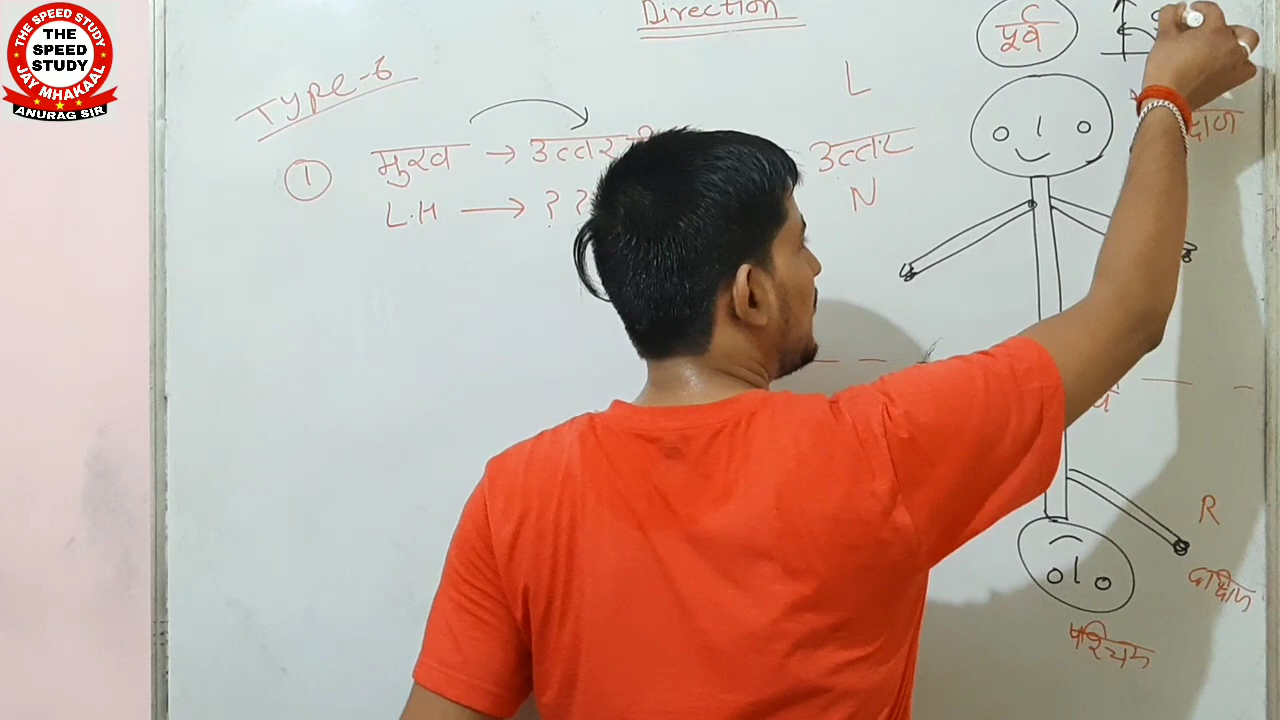 THE SPEED STUDY
THE
SPEED
STUDY
JAY MHAKAAL
ANURAG SIR
Direction
Type-6
पूर्व
L
① मुख → उत्तर
उत्तर
L.H → ? ?
N
R
दक्षिण
पश्चिम